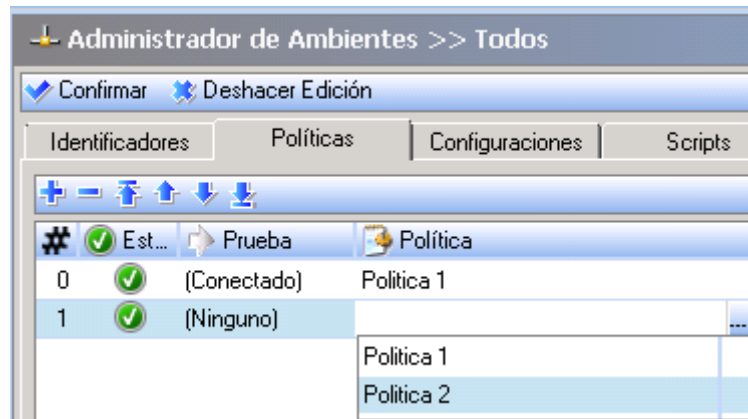 Administrador de Ambientes >> Todos
Confirmar Deshacer Edición
Identificadores Políticas Configuraciones Scripts
# Est... Prueba Política
0 (Conectado) Politica 1
1 (Ninguno) ...
Politica 1
Politica 2